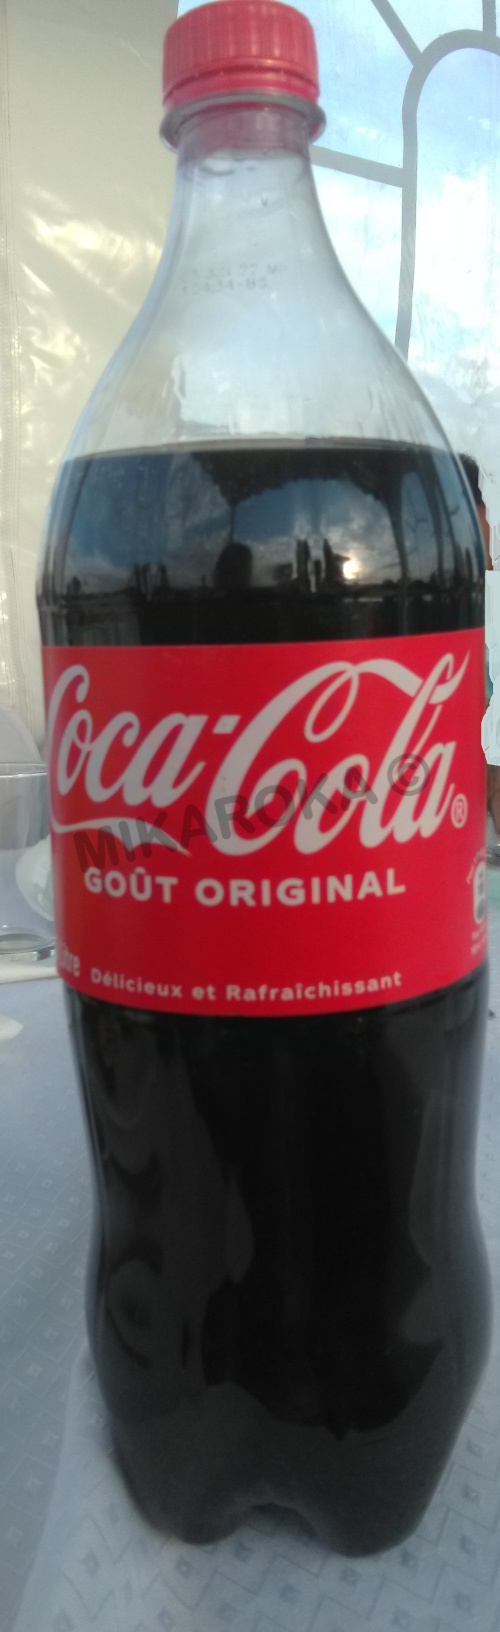 Coca-Cola®
MIKAROKA ©
GOÛT ORIGINAL
Délicieux et Rafraîchissant